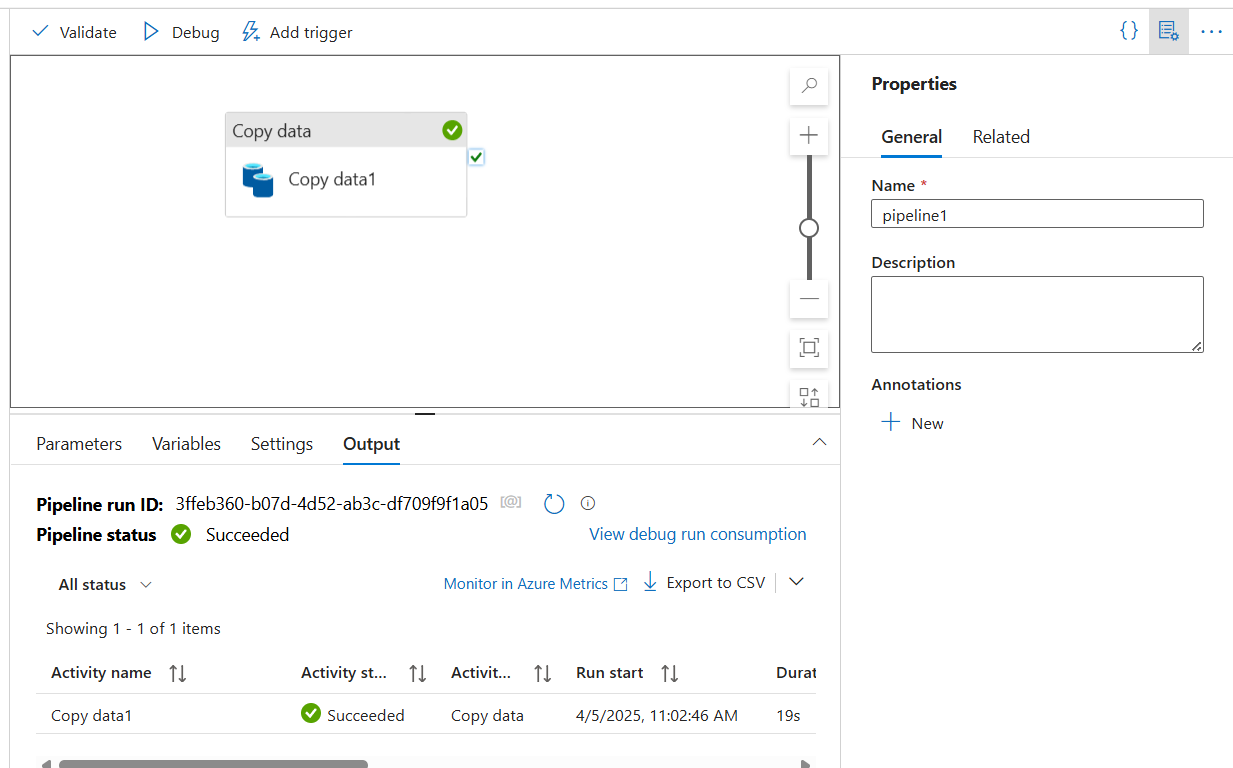 Validate Debug Add trigger {} ...
Copy data
Copy data1
Properties
General Related
Name *
pipeline1
Description
Annotations
New
Parameters Variables Settings Output
Pipeline run ID: 3ffeb360-b07d-4d52-ab3c-df709f9f1a05 [@]
Pipeline status Succeeded View debug run consumption
All status Monitor in Azure Metrics Export to CSV
Showing 1 - 1 of 1 items
Activity name Activity st... Activit... Run start Durat
Copy data1 Succeeded Copy data 4/5/2025, 11:02:46 AM 19s